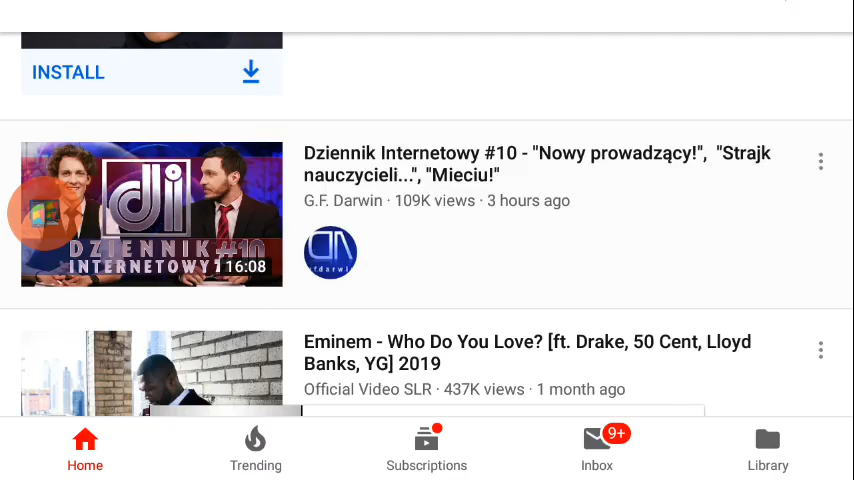 INSTALL
Dziennik Internetowy #10 - "Nowy prowadzący!", "Strajk
nauczycieli...", "Mieciu!"
G.F. Darwin · 109K views · 3 hours ago
di
DZIENNIK #10
INTERNETOWY
16:08
gfdarwin
Eminem - Who Do You Love? [ft. Drake, 50 Cent, Lloyd
Banks, YG] 2019
Official Video SLR · 437K views · 1 month ago
9+
Home
Trending
Subscriptions
Inbox
Library